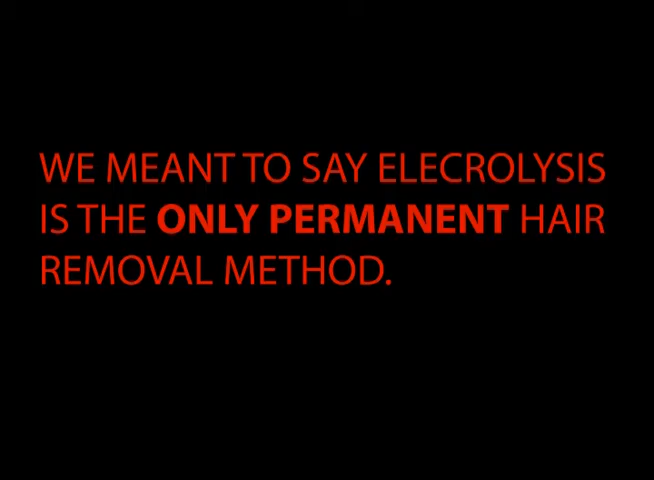 WE MEANT TO SAY ELECROLYSIS
IS THE ONLY PERMANENT HAIR
REMOVAL METHOD.